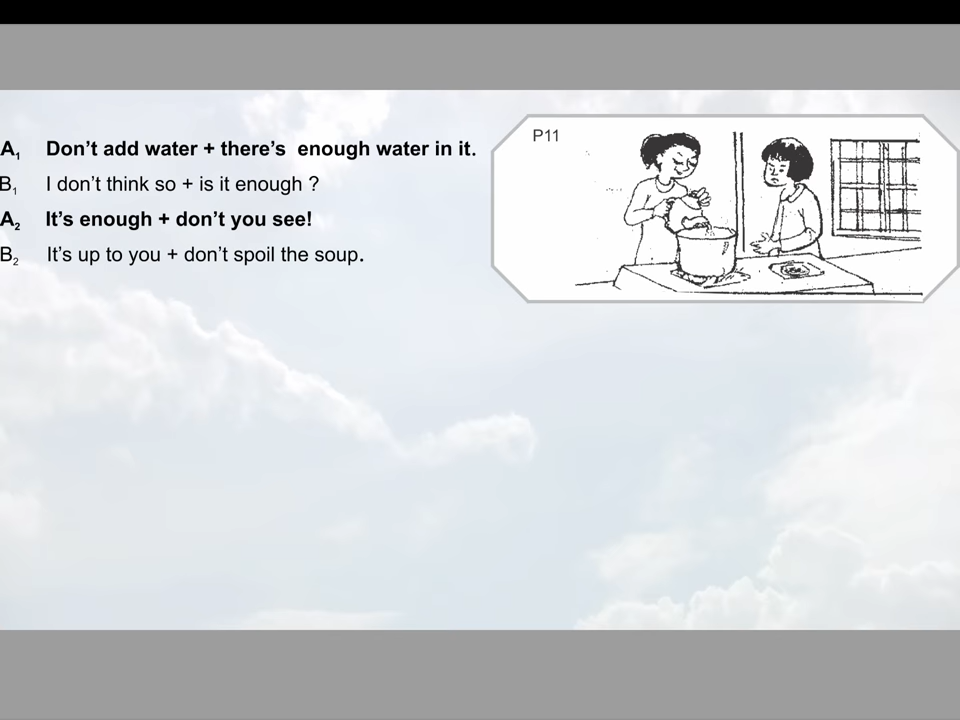 A₁ Don't add water + there's enough water in it.
B₁ I don't think so + is it enough ?
A₂ It's enough + don't you see!
B₂ It's up to you + don't spoil the soup.
P11